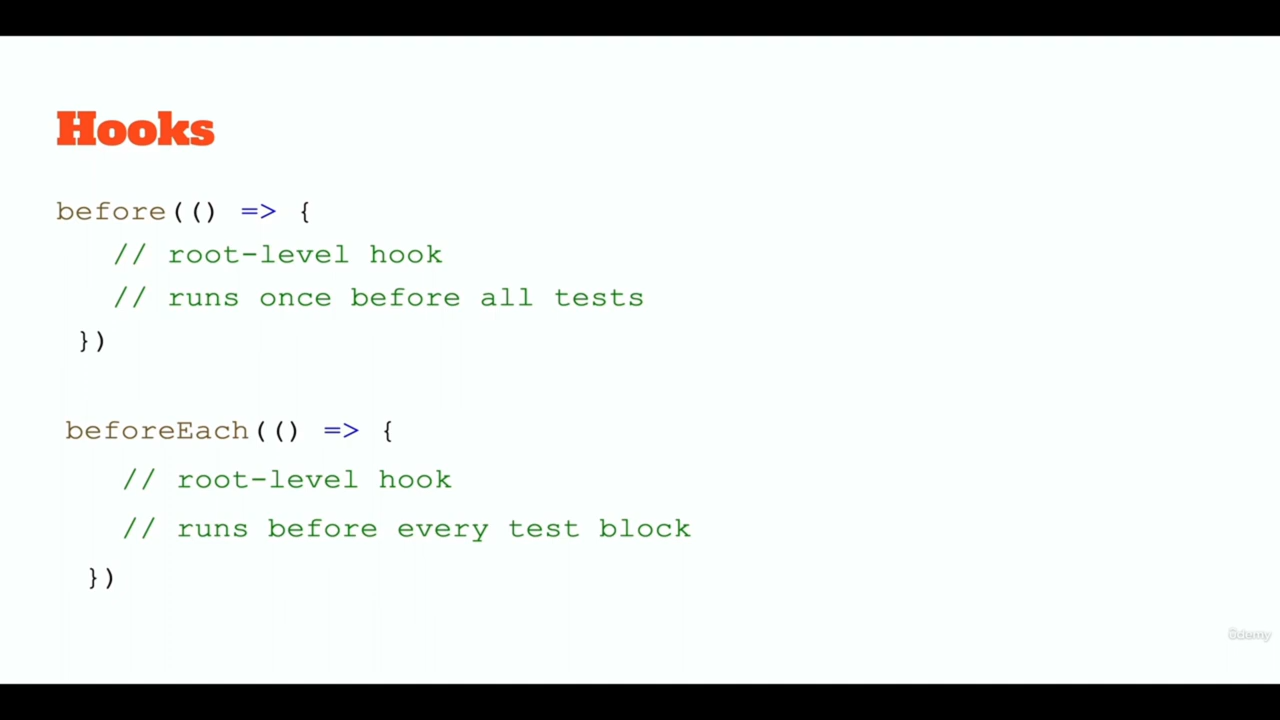 Hooks
before(() => {
// root-level hook
// runs once before all tests
})
beforeEach(() => {
// root-level hook
// runs before every test block
})
ûdemy